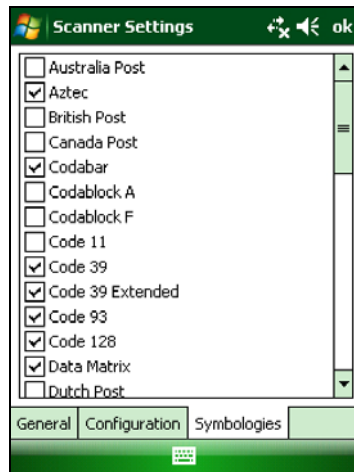 Scanner Settings ok
Australia Post
Aztec
British Post
Canada Post
Codabar
Codablock A
Codablock F
Code 11
Code 39
Code 39 Extended
Code 93
Code 128
Data Matrix
Dutch Post
General Configuration Symbologies